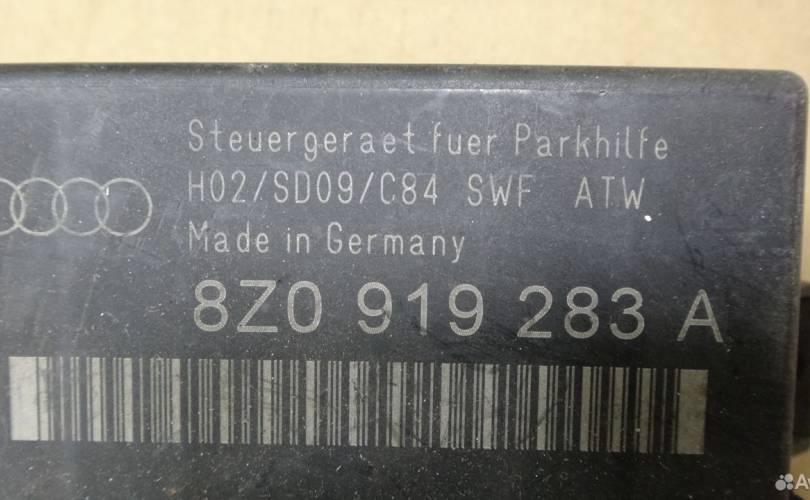 Steuergeraet fuer Parkhilfe
H02/SD09/C84 SWF ATW
Made in Germany
8Z0 919 283 A